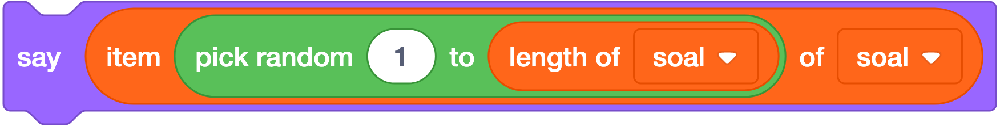 say item pick random 1 to length of soal of soal